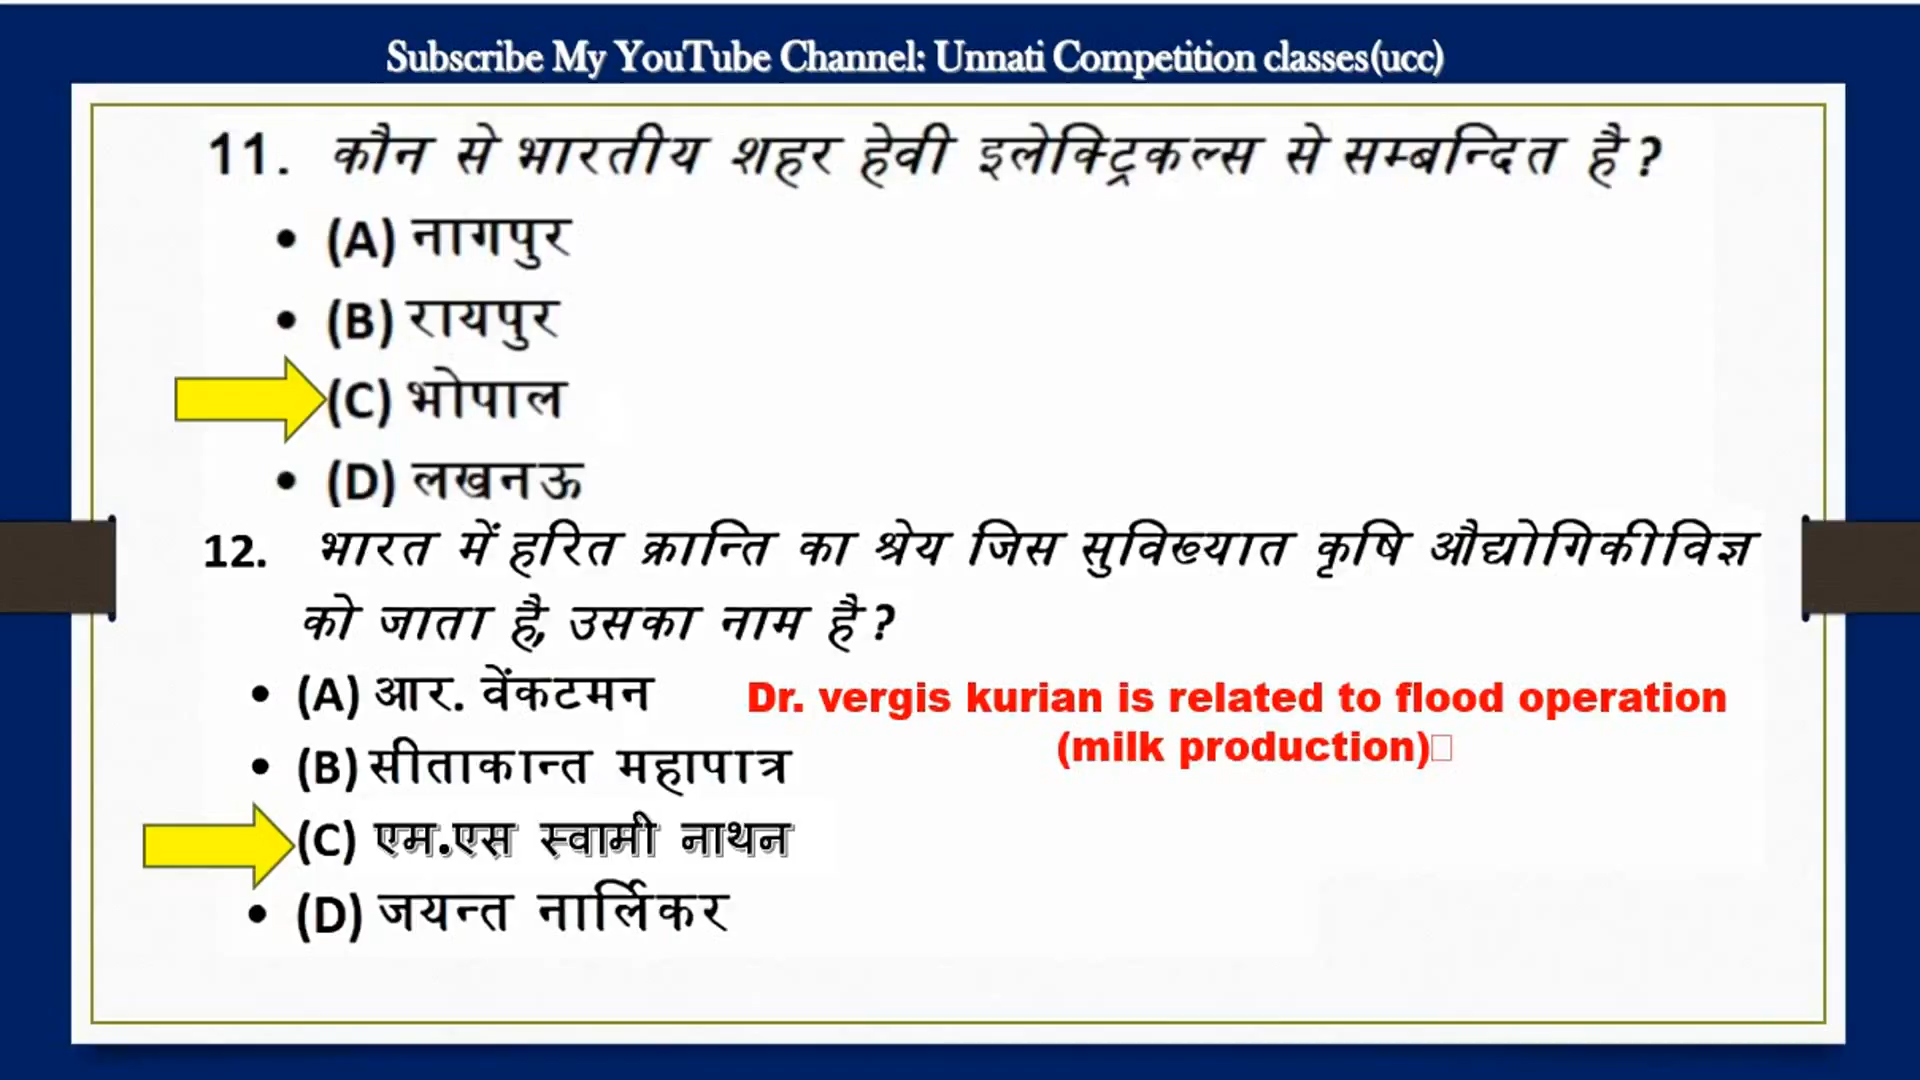 Subscribe My YouTube Channel: Unnati Competition classes(ucc)
11. कौन से भारतीय शहर हेवी इलेक्ट्रिकल्स से सम्बन्दित है?
• (A) नागपुर
• (B) रायपुर
(C) भोपाल
• (D) लखनऊ
12. भारत में हरित क्रान्ति का श्रेय जिस सुविख्यात कृषि औद्योगिकीविज्ञ
को जाता है, उसका नाम है?
• (A) आर. वेंकटमन
Dr. vergis kurian is related to flood operation
(milk production)
• (B) सीताकान्त महापात्र
(C) एम.एस स्वामी नाथन
• (D) जयन्त नार्लिकर